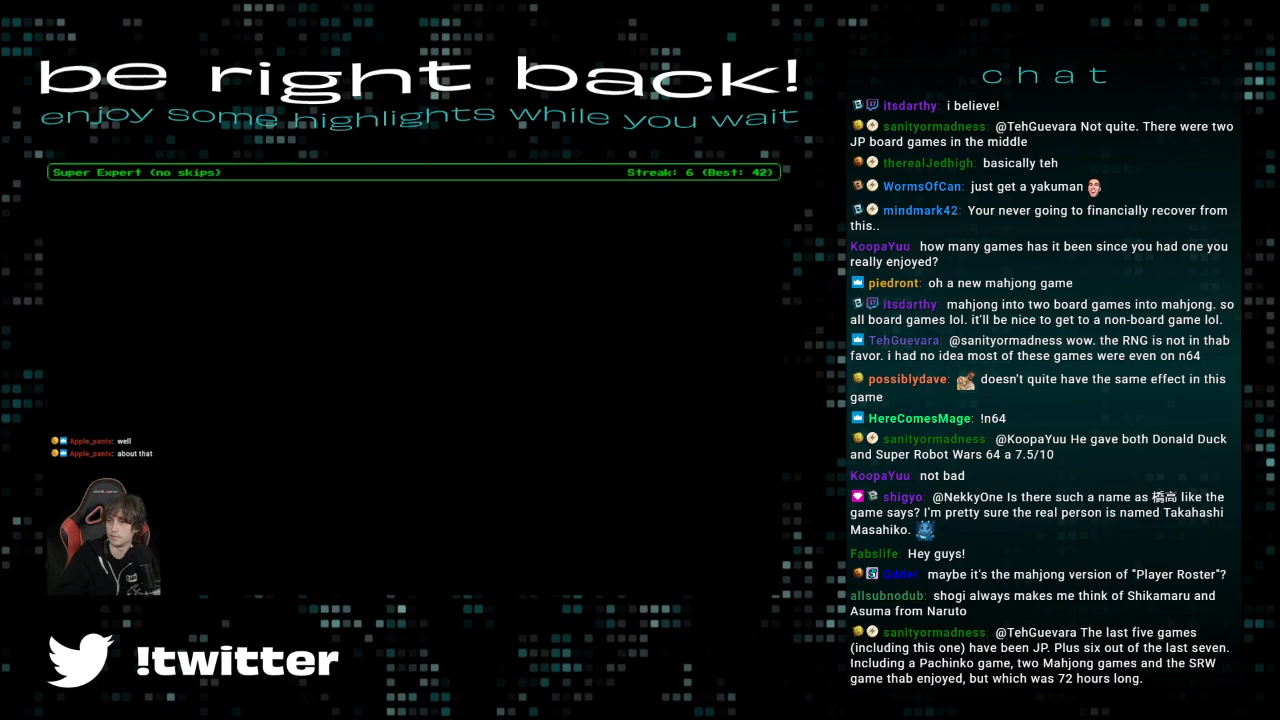 be right back!
enjoy some highlights while you wait
Super Expert (no skips) Streak: 6 (Best: 42)
Apple_pants: well
Apple_pants: about that
!twitter
chat
itsdarthy: i believe!
sanityormadness: @TehGuevara Not quite. There were two
JP board games in the middle
therealJedhigh: basically teh
WormsOfCan: just get a yakuman
mindmark42: Your never going to financially recover from
this..
KoopaYuu: how many games has it been since you had one you
really enjoyed?
piedront: oh a new mahjong game
itsdarthy: mahjong into two board games into mahjong. so
all board games lol. it'll be nice to get to a non-board game lol.
TehGuevara: @sanityormadness wow. the RNG is not in thab
favor. i had no idea most of these games were even on n64
possiblydave: doesn't quite have the same effect in this
game
HereComesMage: !n64
sanityormadness: @KoopaYuu He gave both Donald Duck
and Super Robot Wars 64 a 7.5/10
KoopaYuu: not bad
shigyo: @NekkyOne Is there such a name as 橋高 like the
game says? I'm pretty sure the real person is named Takahashi
Masahiko.
Fabslife: Hey guys!
Oddei: maybe it's the mahjong version of "Player Roster"?
allsubnodub: shogi always makes me think of Shikamaru and
Asuma from Naruto
sanityormadness: @TehGuevara The last five games
(including this one) have been JP. Plus six out of the last seven.
Including a Pachinko game, two Mahjong games and the SRW
game thab enjoyed, but which was 72 hours long.